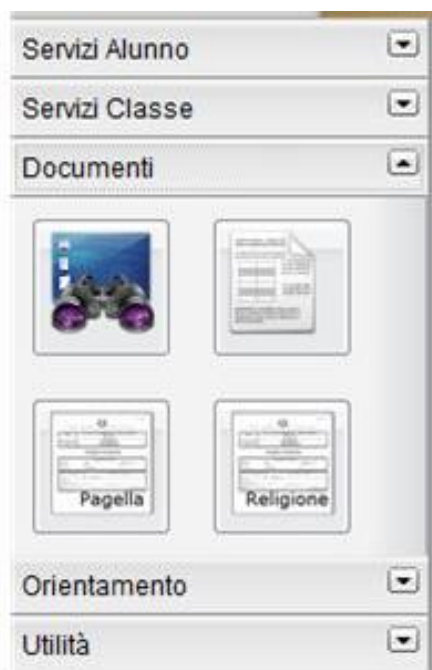 Servizi Alunno
Servizi Classe
Documenti
Pagella
Religione
Orientamento
Utilità